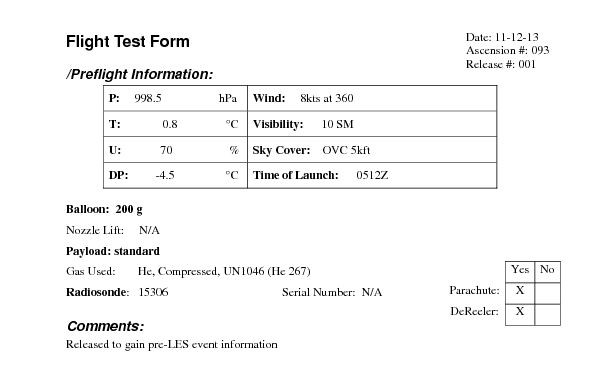 Flight Test Form
Date: 11-12-13
Ascension #: 093
Release #: 001
/Preflight Information:
P: 998.5 hPa Wind: 8kts at 360
T: 0.8 °C Visibility: 10 SM
U: 70 % Sky Cover: OVC 5kft
DP: -4.5 °C Time of Launch: 0512Z
Balloon: 200 g
Nozzle Lift: N/A
Payload: standard
Gas Used: He, Compressed, UN1046 (He 267)
Yes No
Radiosonde: 15306 Serial Number: N/A
Parachute: X
DeReeler: X
Comments:
Released to gain pre-LES event information